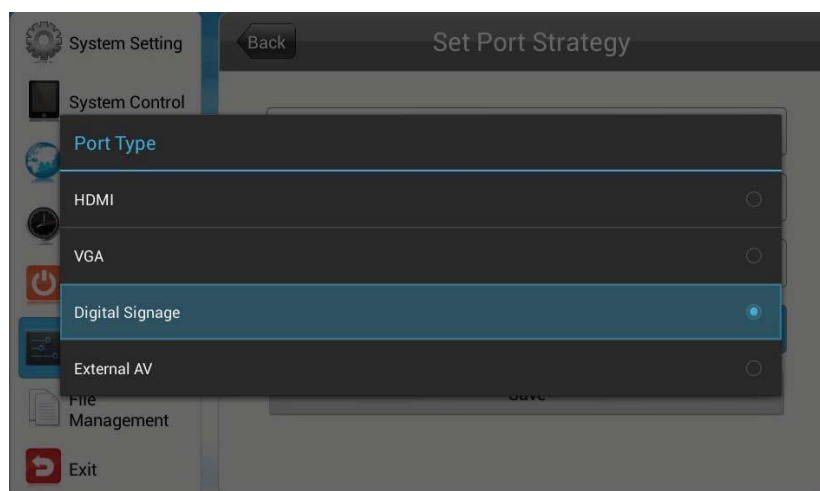 System Setting
Back
Set Port Strategy
System Control
Port Type
HDMI
VGA
Digital Signage
External AV
File
Management
Save
Exit